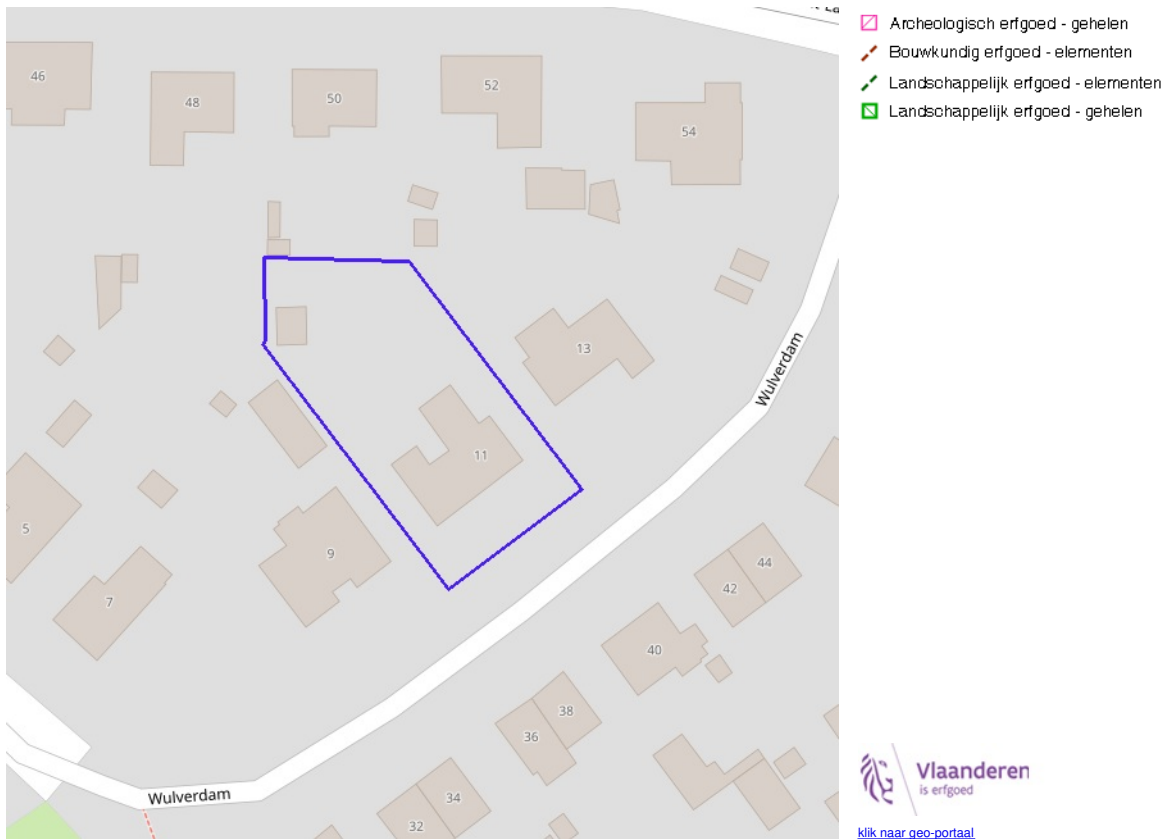 46
48
50
52
54
13
11
5
9
7
44
42
40
38
36
34
32
Wulverdam
Wulverdam
Archeologisch erfgoed - gehelen
Bouwkundig erfgoed - elementen
Landschappelijk erfgoed - elementen
Landschappelijk erfgoed - gehelen
Vlaanderen
is erfgoed
klik naar geo-portaal